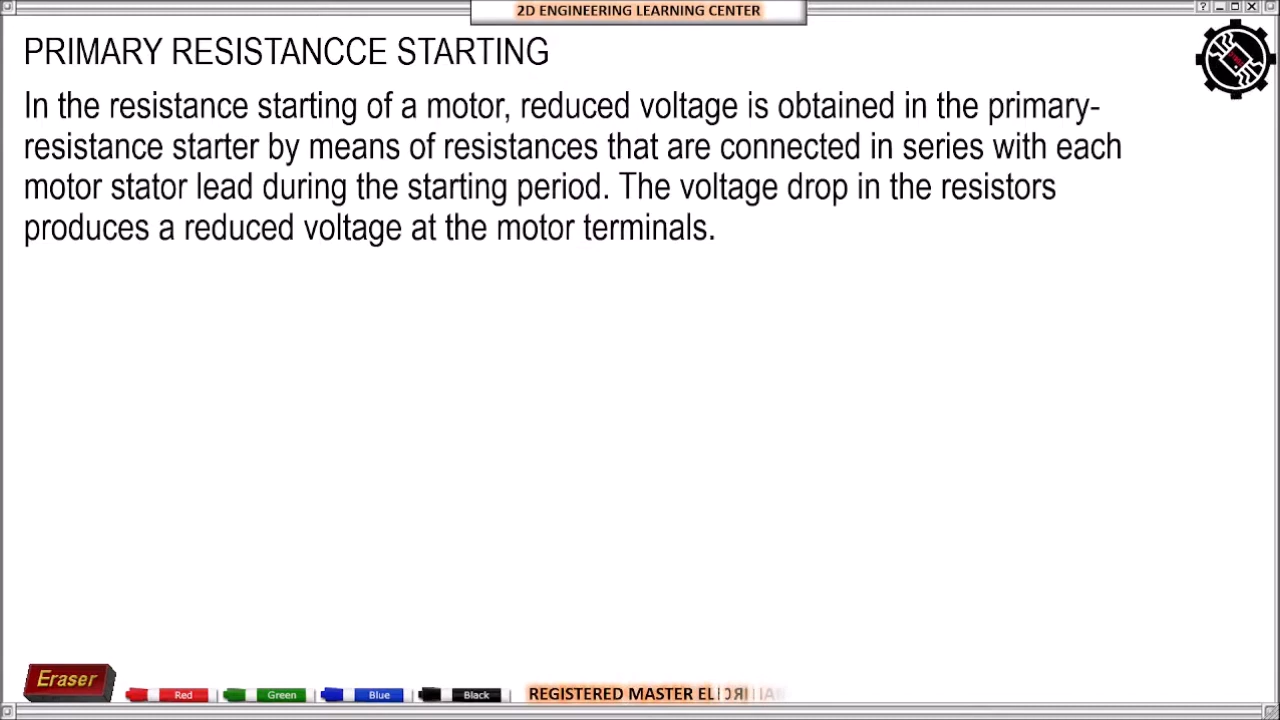 2D ENGINEERING LEARNING CENTER
PRIMARY RESISTANCCE STARTING
In the resistance starting of a motor, reduced voltage is obtained in the primary-
resistance starter by means of resistances that are connected in series with each
motor stator lead during the starting period. The voltage drop in the resistors
produces a reduced voltage at the motor terminals.
Eraser
Red
Green
Blue
Black
REGISTERED MASTER